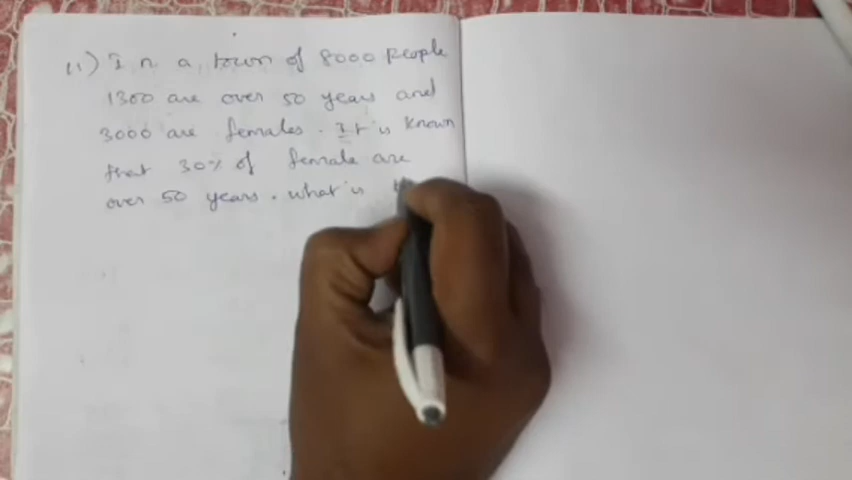 11) In a town of 8000 people
1300 are over 50 years and
3000 are females. It is known
that 30% of female are
over 50 years. what is